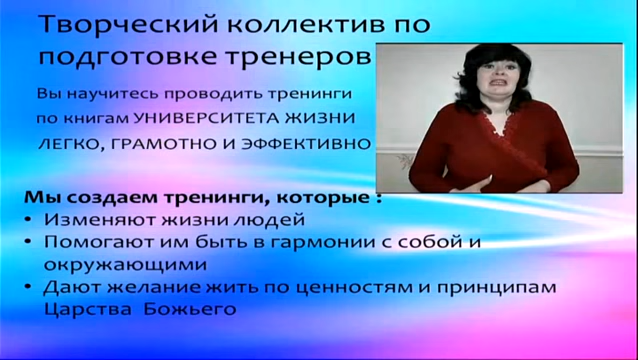 Творческий коллектив по
подготовке тренеров
Вы научитесь проводить тренинги
по книгам УНИВЕРСИТЕТА ЖИЗНИ
ЛЕГКО, ГРАМОТНО И ЭФФЕКТИВНО
Мы создаем тренинги, которые :
• Изменяют жизни людей
• Помогают им быть в гармонии с собой и
окружающими
• Дают желание жить по ценностям и принципам
Царства Божьего